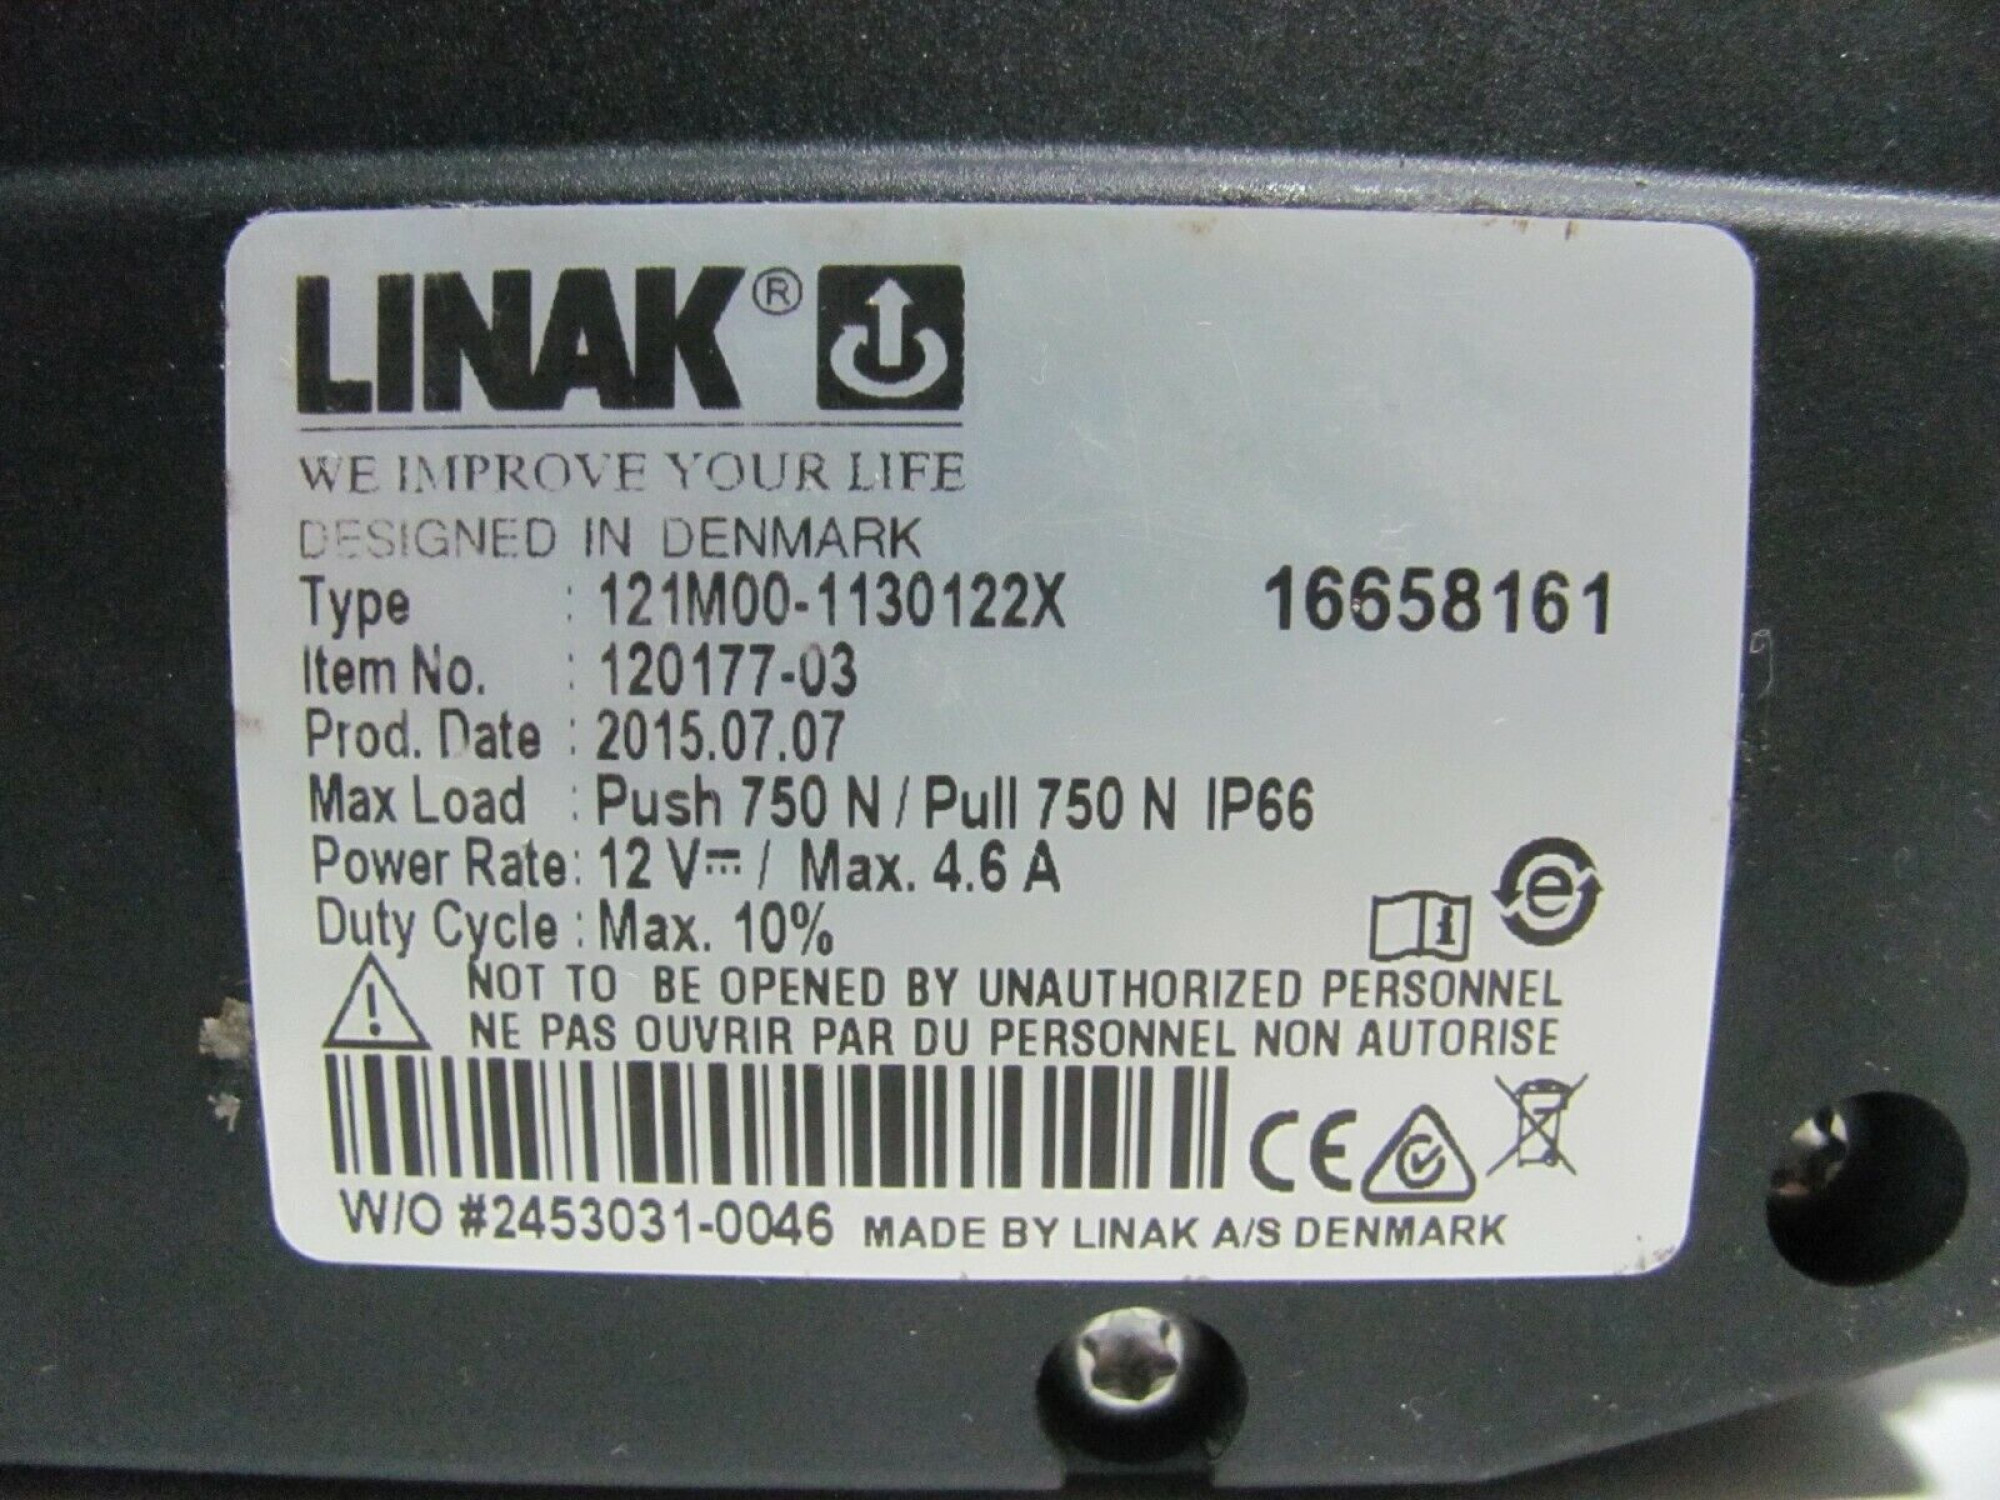 LINAK®
WE IMPROVE YOUR LIFE
DESIGNED IN DENMARK
Type : 121M00-1130122X 16658161
Item No. : 120177-03
Prod. Date : 2015.07.07
Max Load : Push 750 N / Pull 750 N IP66
Power Rate: 12 V⎓ / Max. 4.6 A
Duty Cycle : Max. 10%
NOT TO BE OPENED BY UNAUTHORIZED PERSONNEL
NE PAS OUVRIR PAR DU PERSONNEL NON AUTORISE
W/O #2453031-0046 MADE BY LINAK A/S DENMARK